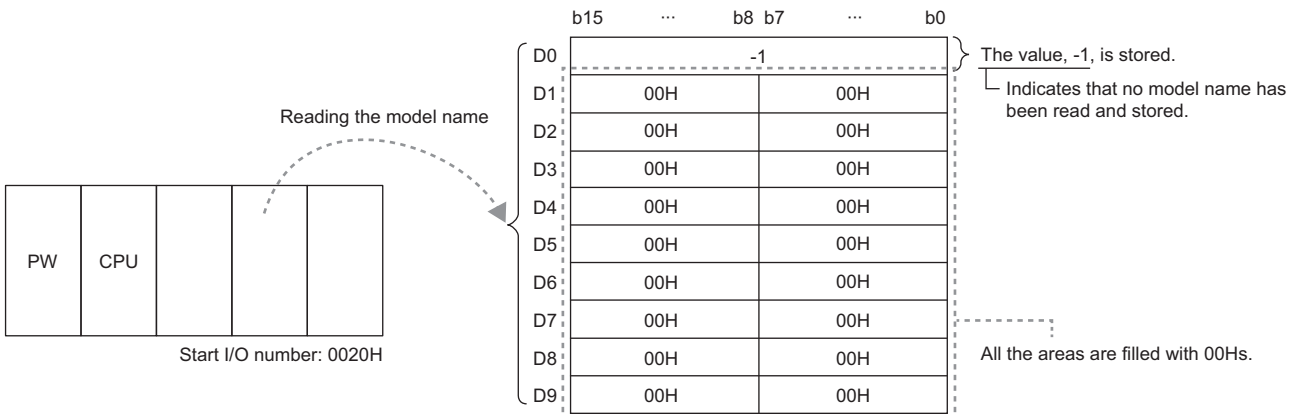 b15 ... b8 b7 ... b0
D0 -1 The value, -1, is stored.
Indicates that no model name has
been read and stored.
D1 00H 00H
Reading the model name
D2 00H 00H
D3 00H 00H
D4 00H 00H
D5 00H 00H
PW CPU
D6 00H 00H
D7 00H 00H
Start I/O number: 0020H
D8 00H 00H All the areas are filled with 00Hs.
D9 00H 00H